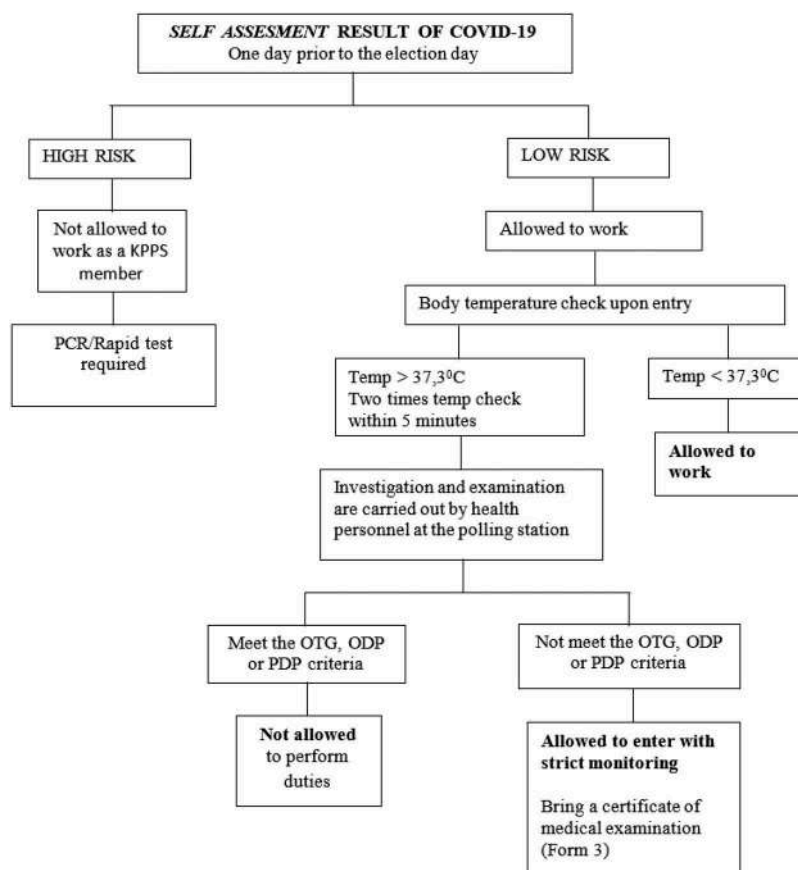 SELF ASSESMENT RESULT OF COVID-19
One day prior to the election day
HIGH RISK
LOW RISK
Not allowed to
work as a KPPS
member
Allowed to work
PCR/Rapid test
required
Body temperature check upon entry
Temp > 37,3⁰C
Two times temp check
within 5 minutes
Temp < 37,3⁰C
Allowed to
work
Investigation and examination
are carried out by health
personnel at the polling station
Meet the OTG, ODP
or PDP criteria
Not meet the OTG, ODP
or PDP criteria
Not allowed
to perform
duties
Allowed to enter with
strict monitoring
Bring a certificate of
medical examination
(Form 3)